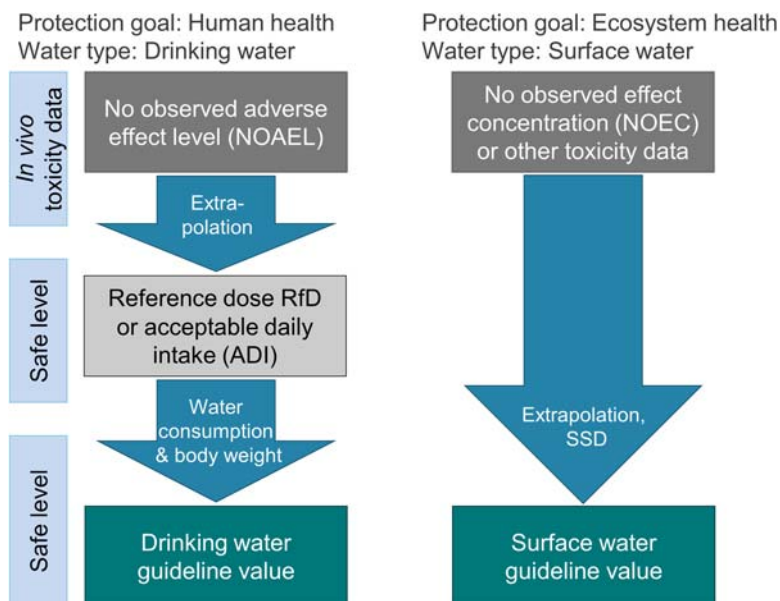 Protection goal: Human health
Water type: Drinking water
In vivo
toxicity data
No observed adverse
effect level (NOAEL)
Extra-
polation
Safe level
Reference dose RfD
or acceptable daily
intake (ADI)
Water
consumption
& body weight
Safe level
Drinking water
guideline value
Protection goal: Ecosystem health
Water type: Surface water
No observed effect
concentration (NOEC)
or other toxicity data
Extrapolation,
SSD
Surface water
guideline value